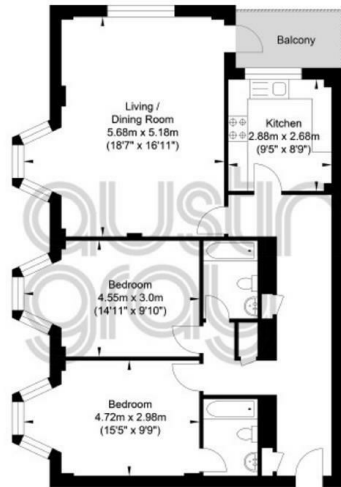 Balcony
Living /
Dining Room
5.68m x 5.18m
(18'7" x 16'11")
Kitchen
2.88m x 2.68m
(9'5" x 8'9")
austin
gray
Bedroom
4.55m x 3.0m
(14'11" x 9'10")
Bedroom
4.72m x 2.98m
(15'5" x 9'9")